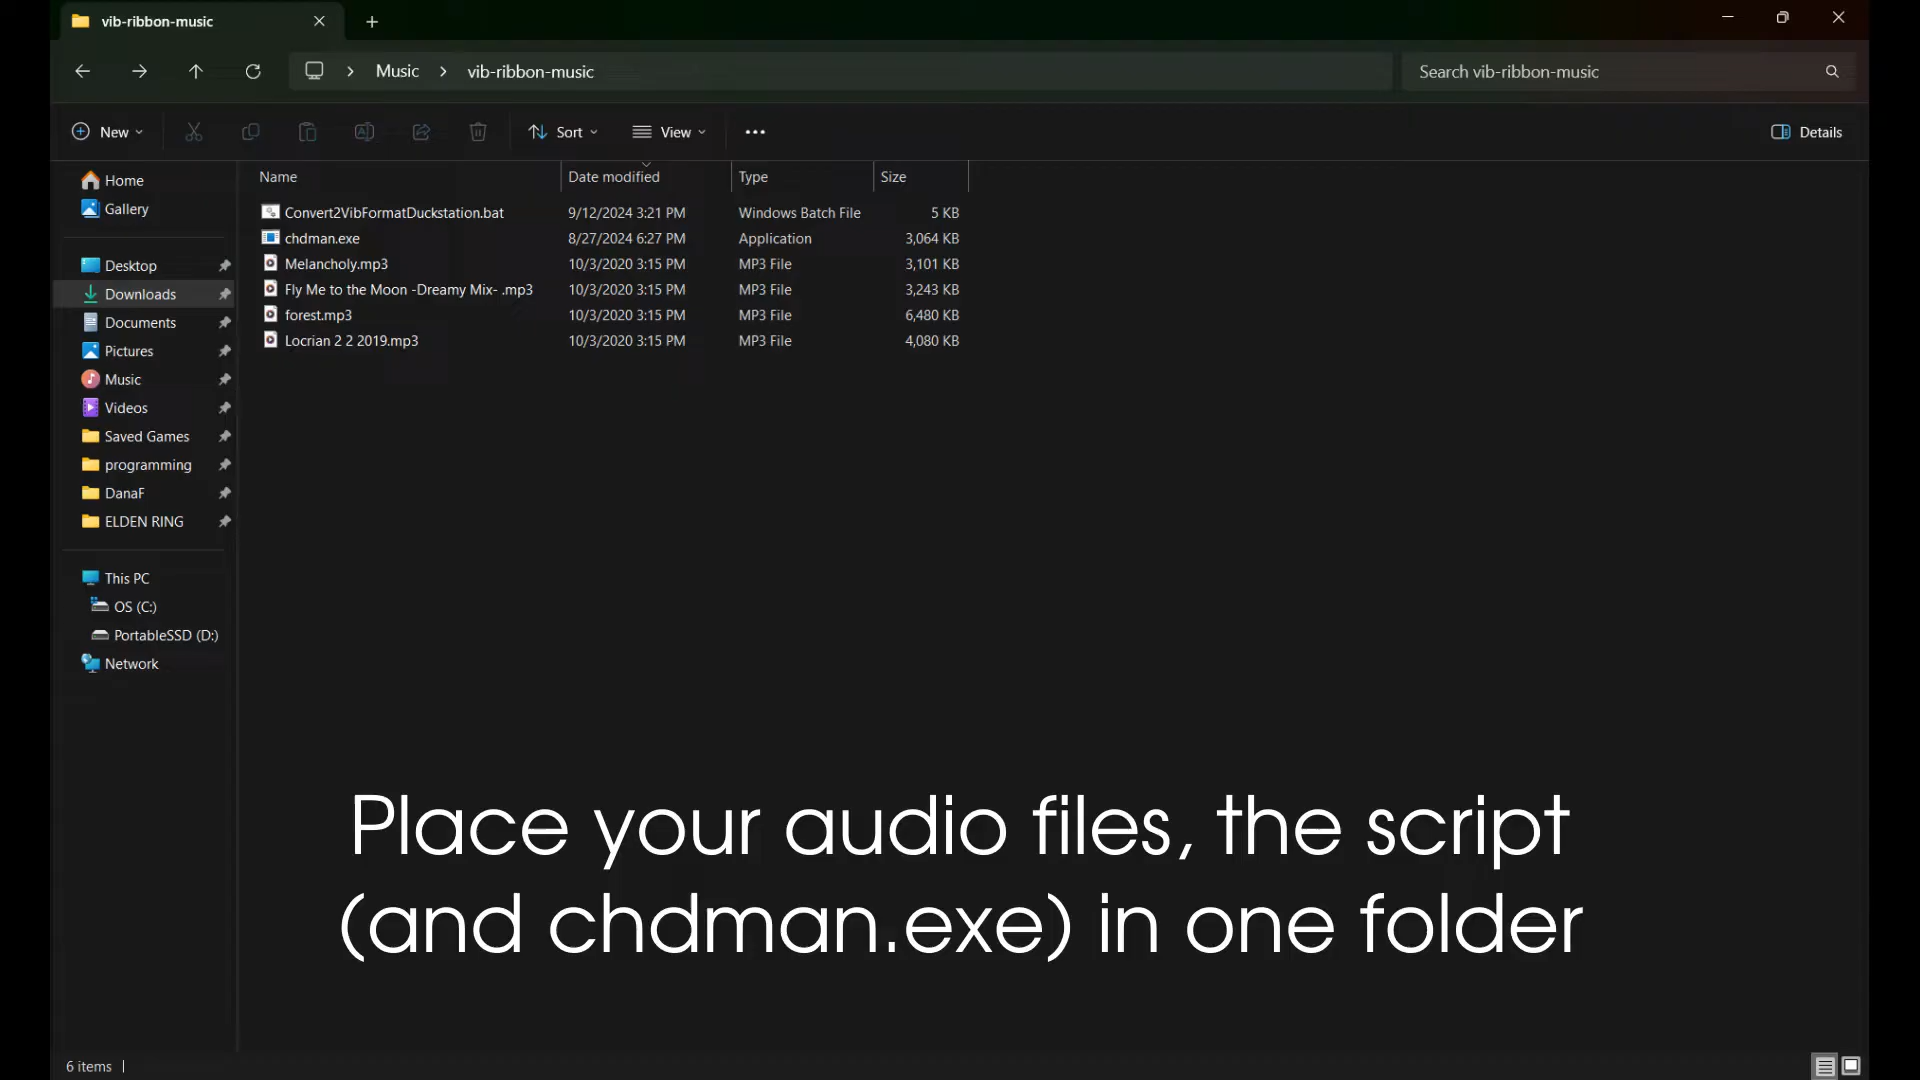 vib-ribbon-music
Music
vib-ribbon-music
Search vib-ribbon-music
New
Sort
View
Details
Name Date modified Type Size
Convert2VibFormatDuckstation.bat 9/12/2024 3:21 PM Windows Batch File 5 KB
chdman.exe 8/27/2024 6:27 PM Application 3,064 KB
Melancholy.mp3 10/3/2020 3:15 PM MP3 File 3,101 KB
Fly Me to the Moon -Dreamy Mix- .mp3 10/3/2020 3:15 PM MP3 File 3,243 KB
forest.mp3 10/3/2020 3:15 PM MP3 File 6,480 KB
Locrian 2 2 2019.mp3 10/3/2020 3:15 PM MP3 File 4,080 KB
Home
Gallery
Desktop
Downloads
Documents
Pictures
Music
Videos
Saved Games
programming
DanaF
ELDEN RING
This PC
OS (C:)
PortableSSD (D:)
Network
Place your audio files, the script
(and chdman.exe) in one folder
6 items